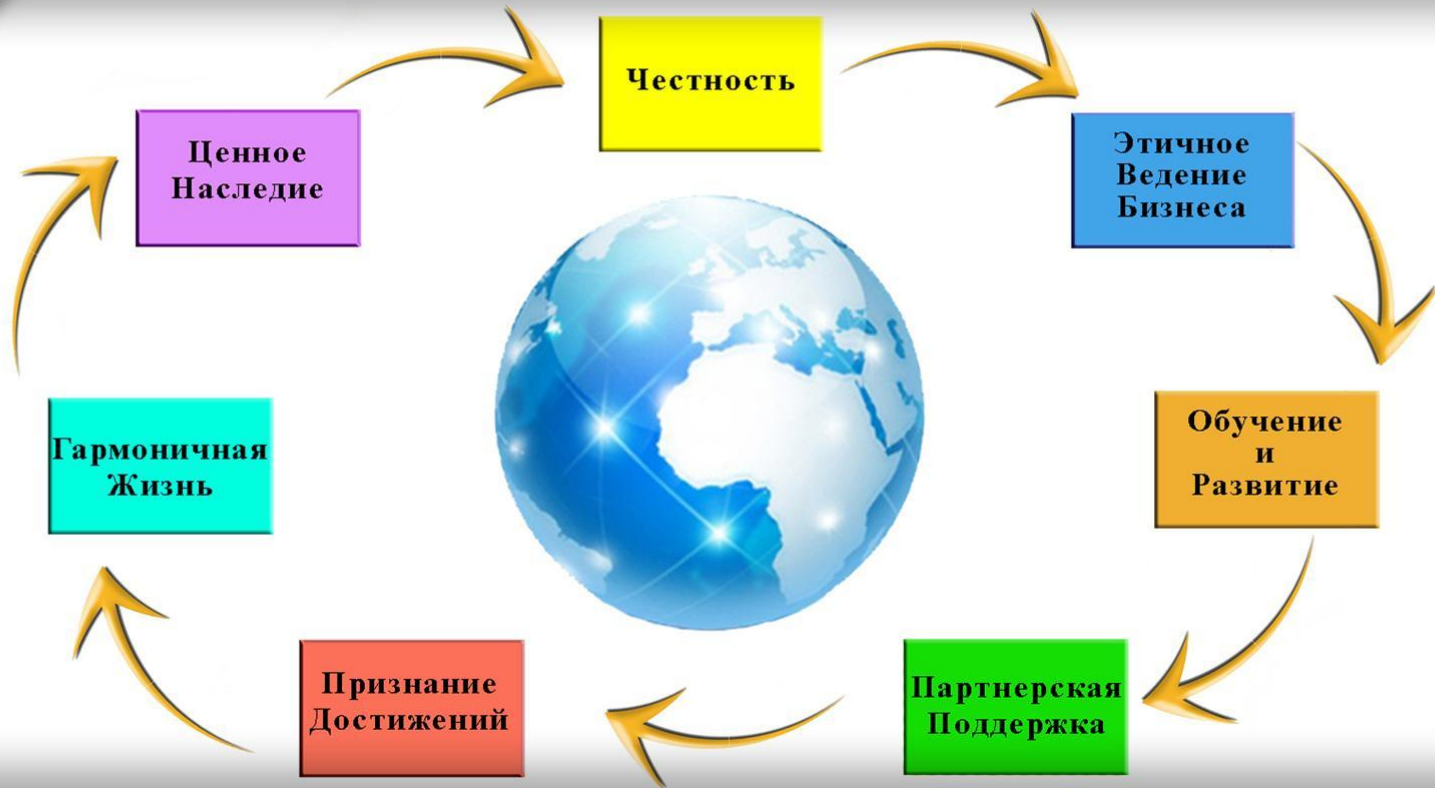 Честность
Этичное
Ведение
Бизнеса
Обучение
и
Развитие
Партнерская
Поддержка
Признание
Достижений
Гармоничная
Жизнь
Ценное
Наследие